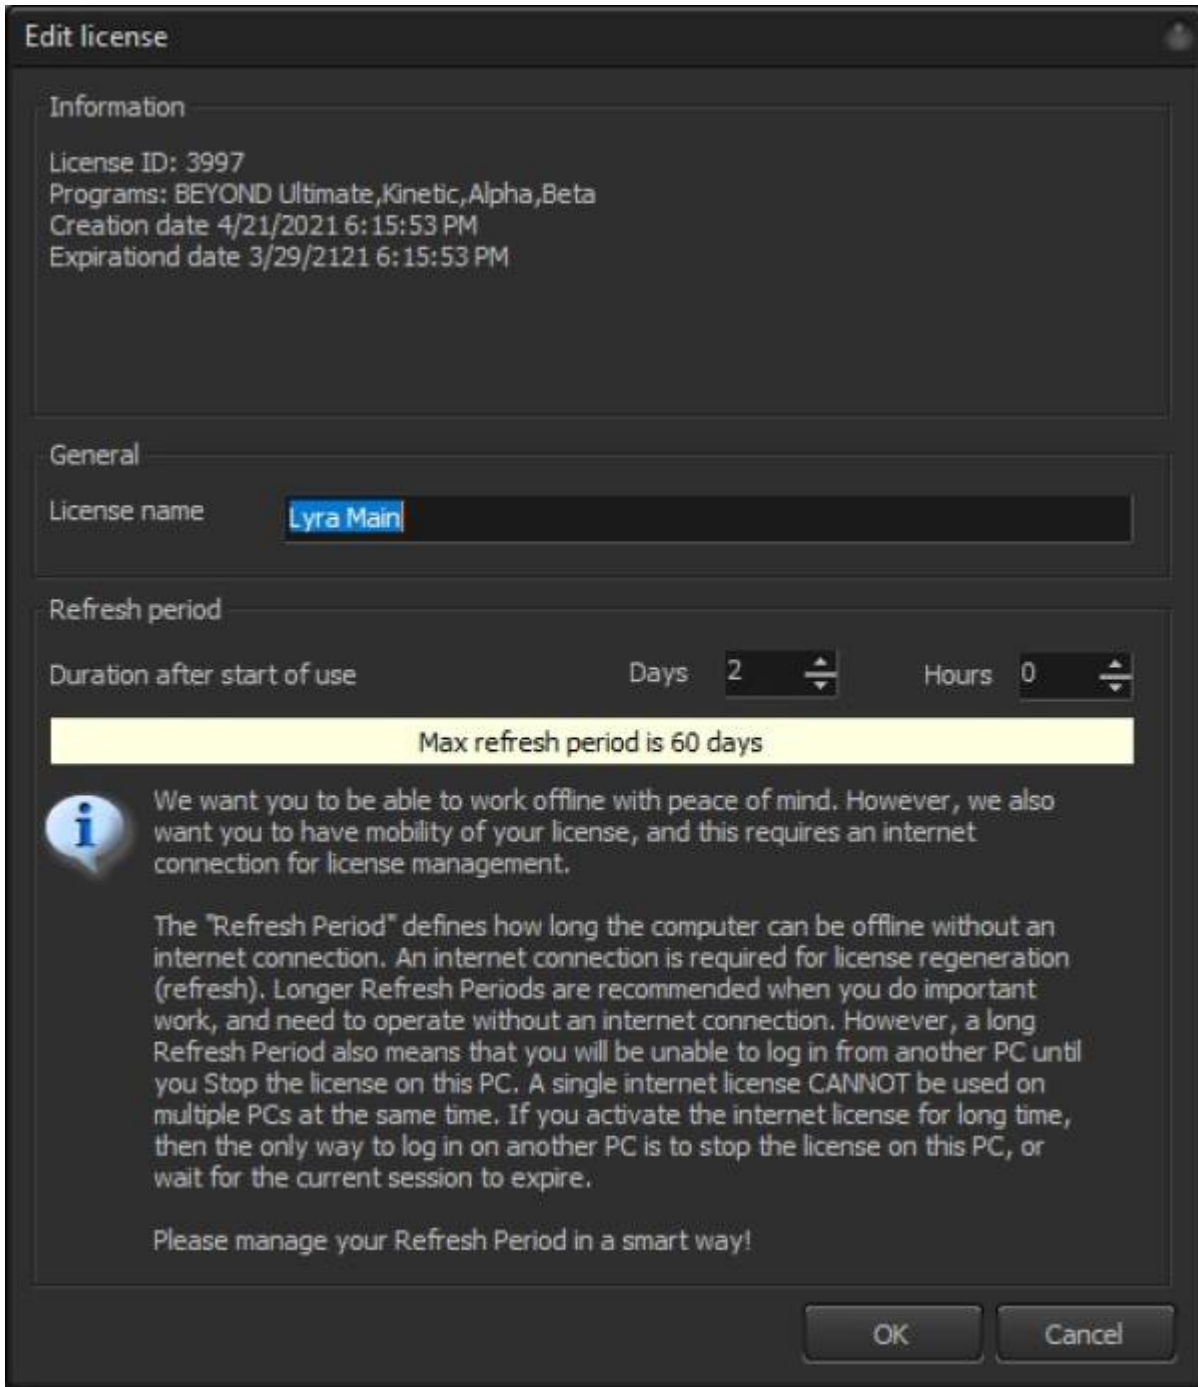 Edit license
Information
License ID: 3997
Programs: BEYOND Ultimate,Kinetic,Alpha,Beta
Creation date 4/21/2021 6:15:53 PM
Expirationd date 3/29/2121 6:15:53 PM
General
License name Lyra Main
Refresh period
Duration after start of use Days 2 Hours 0
Max refresh period is 60 days
We want you to be able to work offline with peace of mind. However, we also
want you to have mobility of your license, and this requires an internet
connection for license management.
The "Refresh Period" defines how long the computer can be offline without an
internet connection. An internet connection is required for license regeneration
(refresh). Longer Refresh Periods are recommended when you do important
work, and need to operate without an internet connection. However, a long
Refresh Period also means that you will be unable to log in from another PC until
you Stop the license on this PC. A single internet license CANNOT be used on
multiple PCs at the same time. If you activate the internet license for long time,
then the only way to log in on another PC is to stop the license on this PC, or
wait for the current session to expire.
Please manage your Refresh Period in a smart way!
OK Cancel